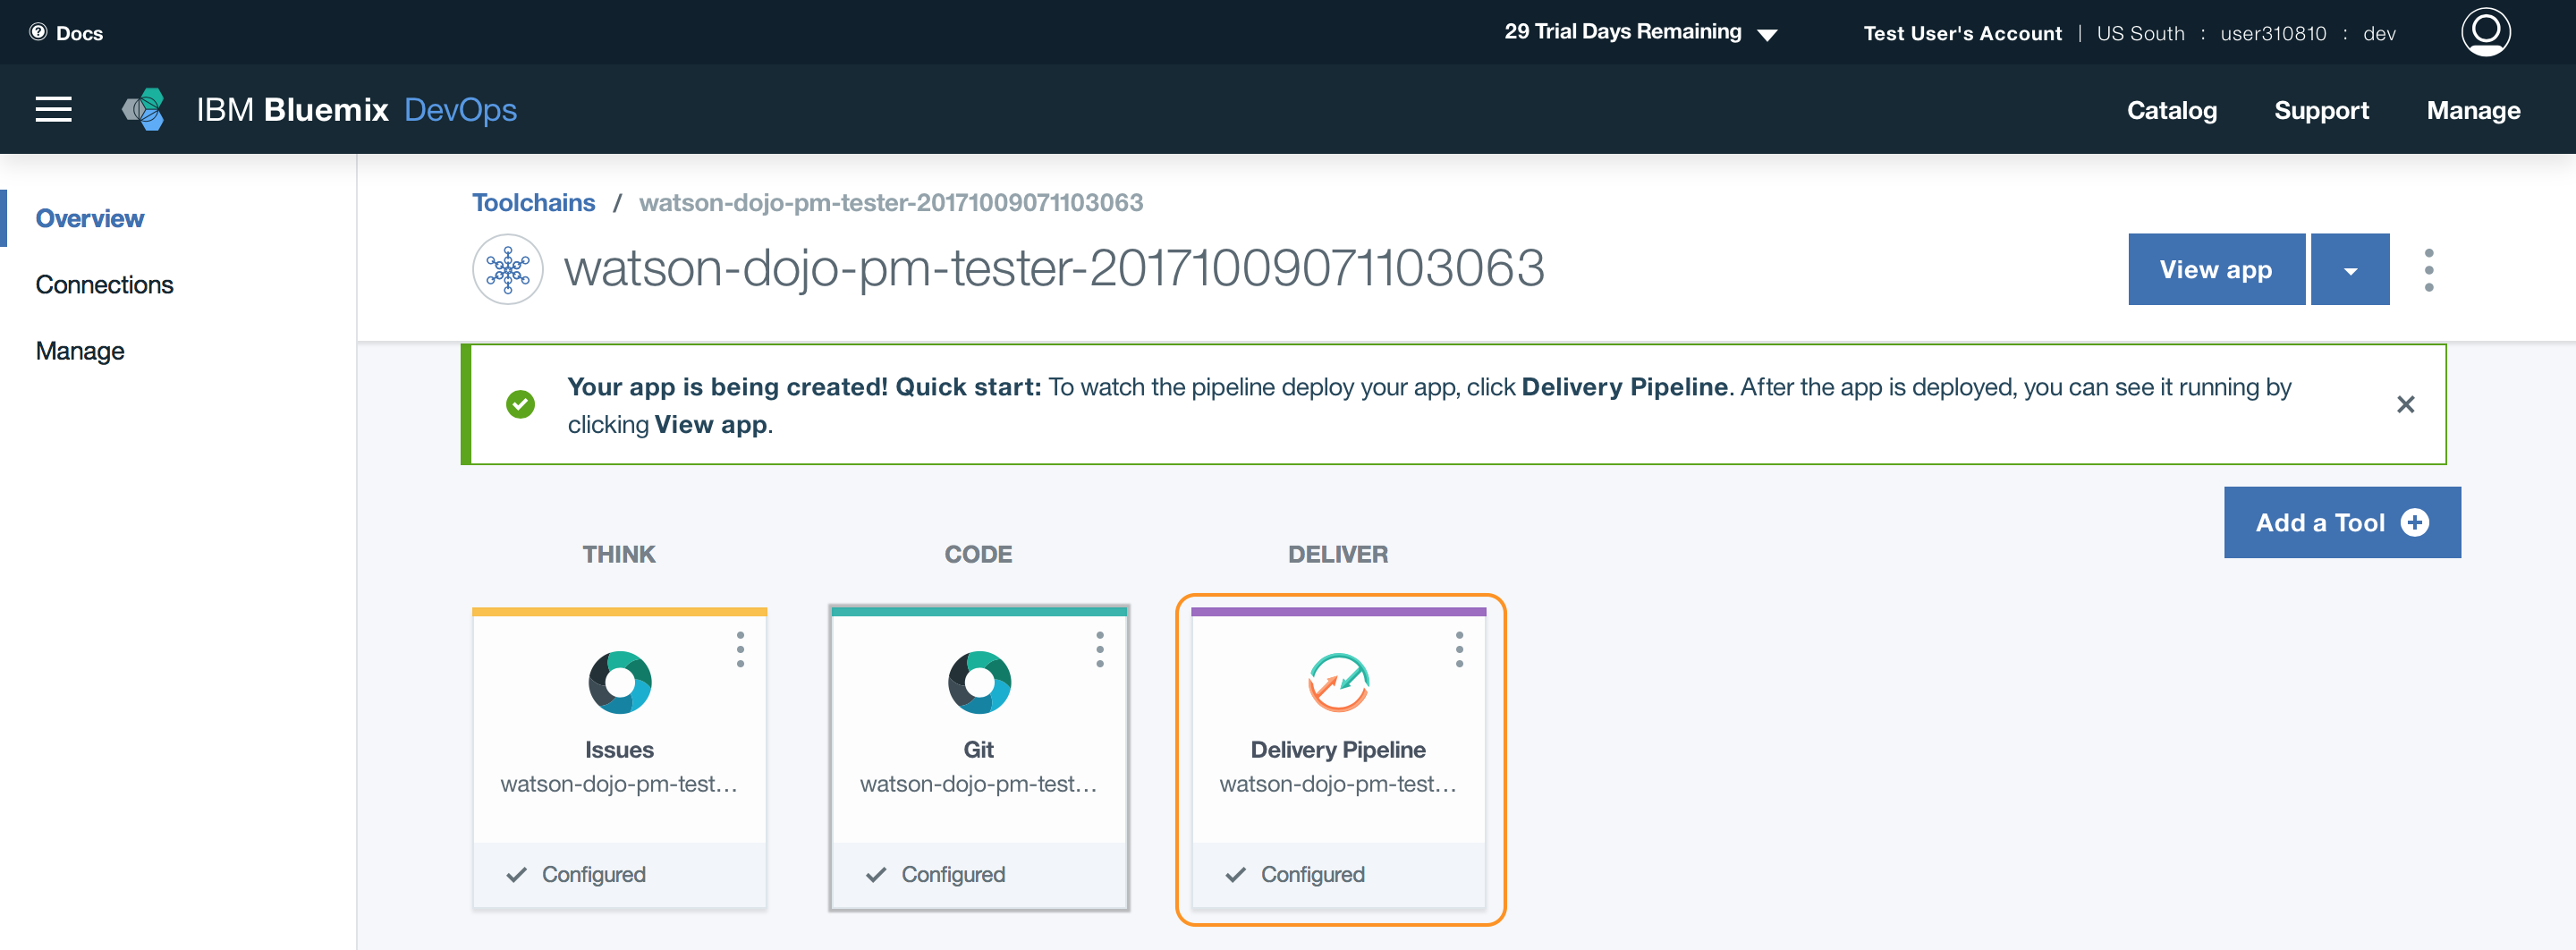 Docs
29 Trial Days Remaining
Test User's Account | US South : user310810 : dev
IBM Bluemix DevOps
Catalog Support Manage
Overview
Connections
Manage
Toolchains / watson-dojo-pm-tester-20171009071103063
watson-dojo-pm-tester-20171009071103063
View app
Your app is being created! Quick start: To watch the pipeline deploy your app, click Delivery Pipeline. After the app is deployed, you can see it running by
clicking View app.
Add a Tool
THINK
CODE
DELIVER
Issues
watson-dojo-pm-test...
Configured
Git
watson-dojo-pm-test...
Configured
Delivery Pipeline
watson-dojo-pm-test...
Configured